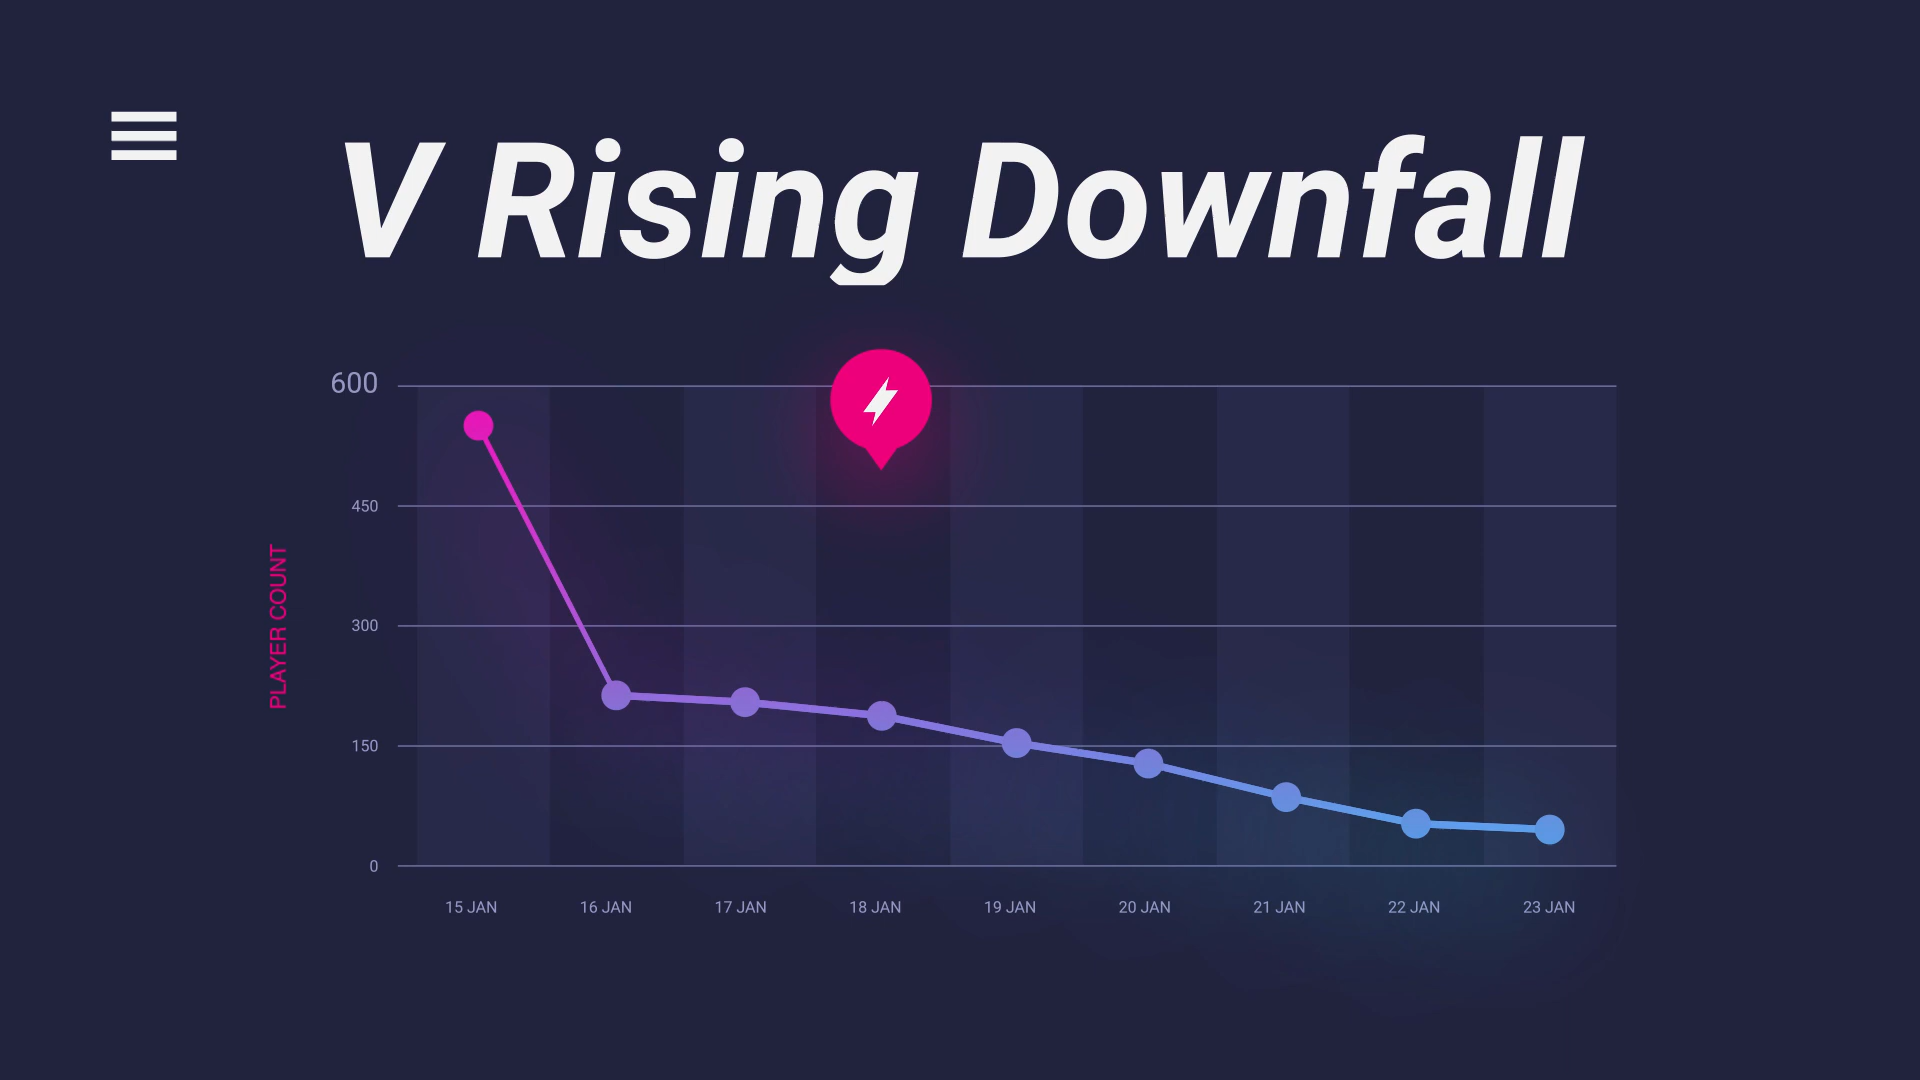 V Rising Downfall
600
450
300
150
0
PLAYER COUNT
15 JAN
16 JAN
17 JAN
18 JAN
19 JAN
20 JAN
21 JAN
22 JAN
23 JAN